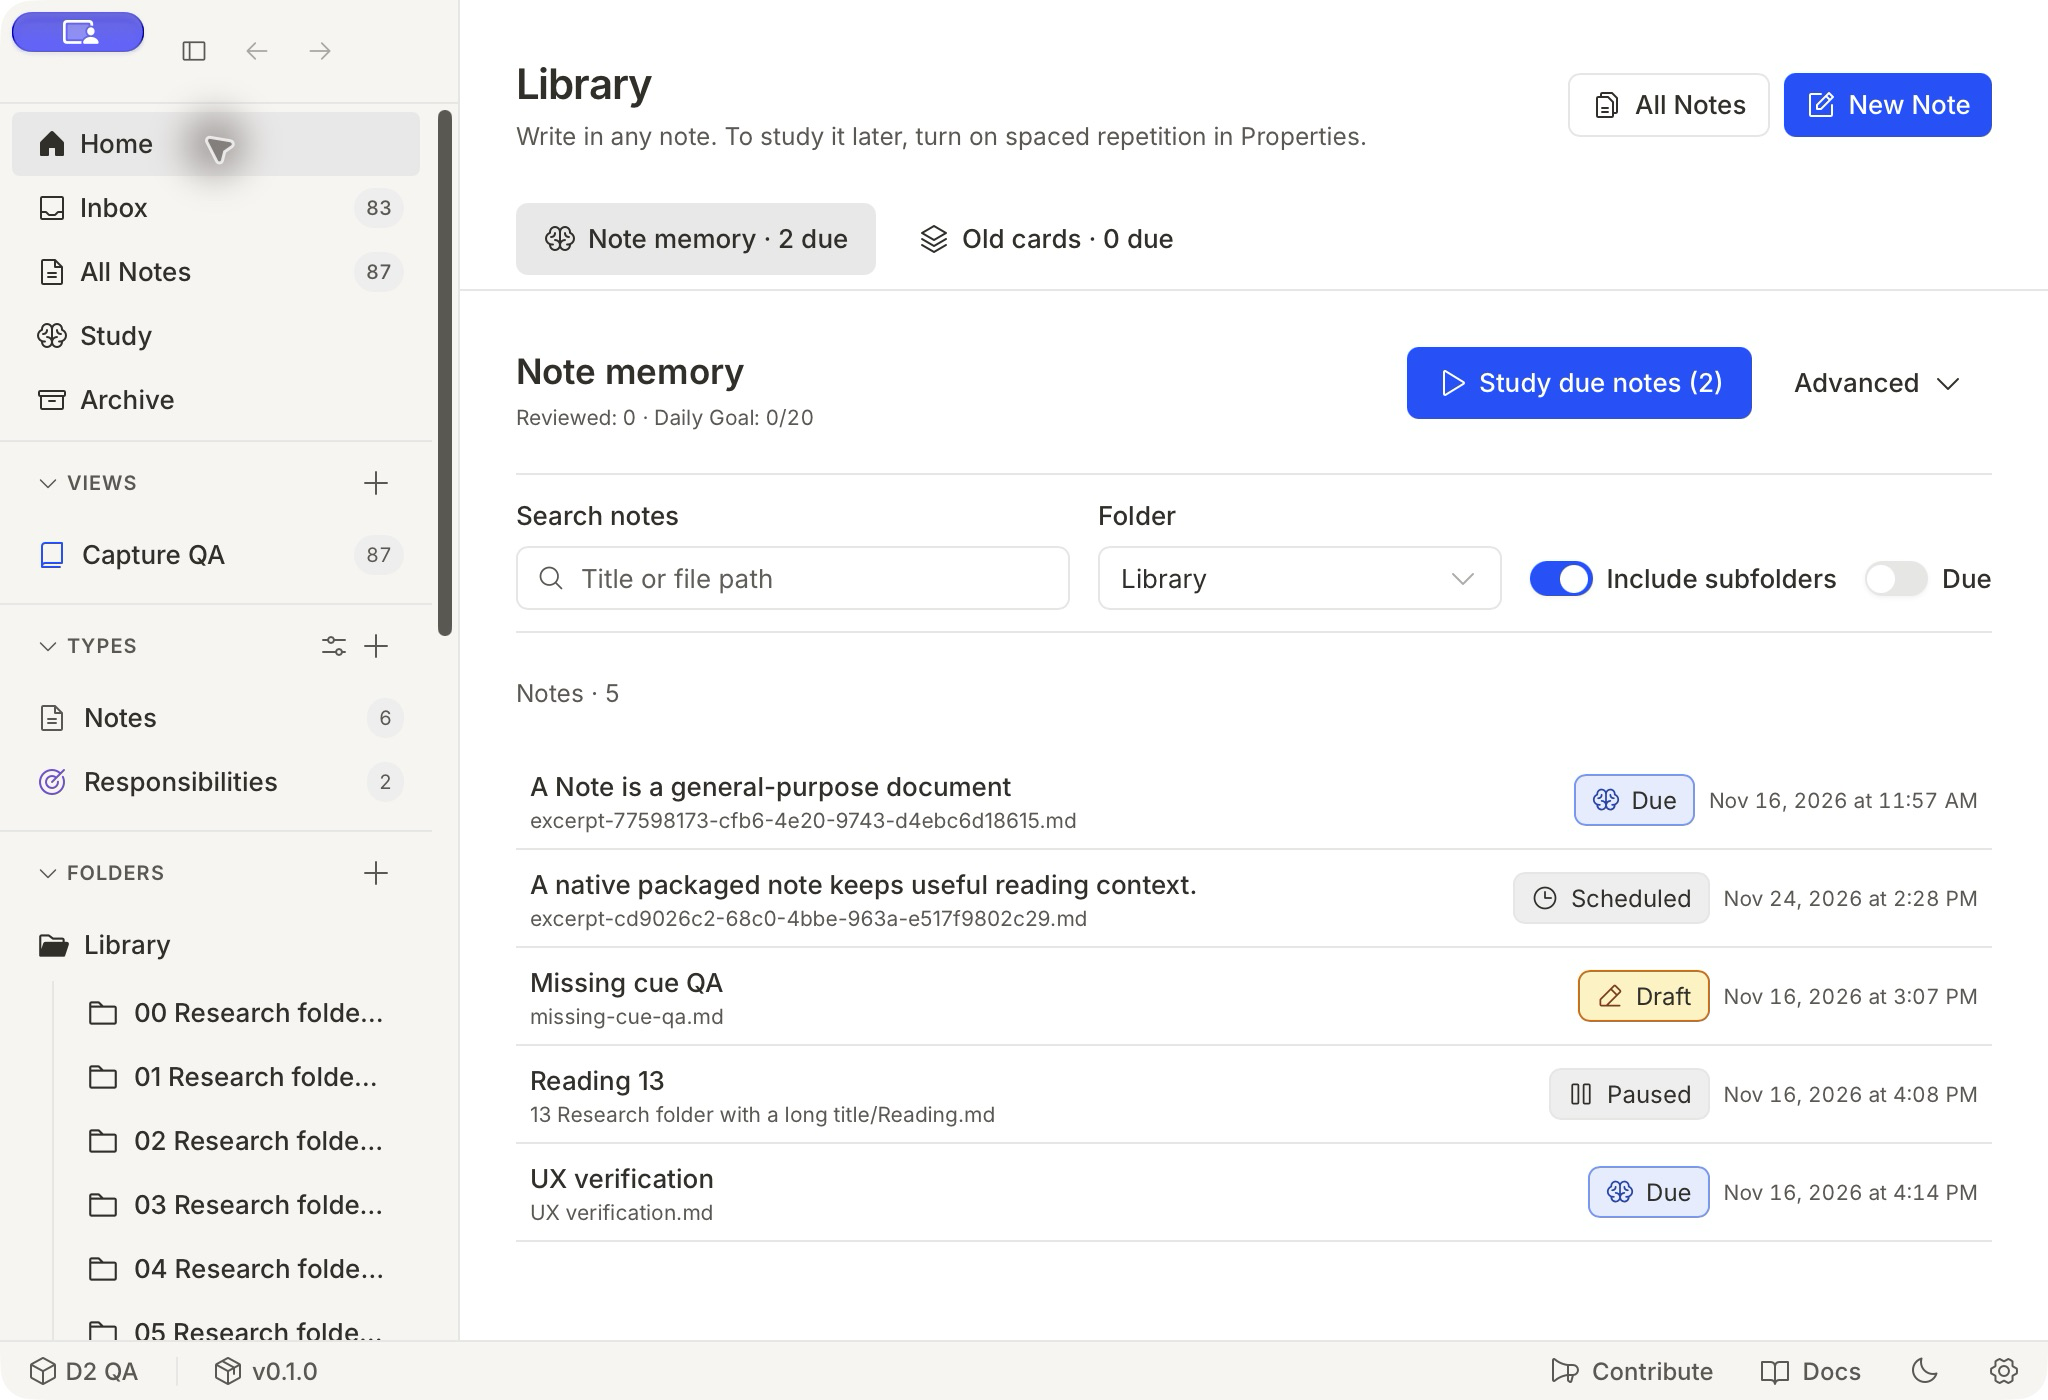 Home
Inbox 83
All Notes 87
Study
Archive
VIEWS
Capture QA 87
TYPES
Notes 6
Responsibilities 2
FOLDERS
Library
00 Research folde...
01 Research folde...
02 Research folde...
03 Research folde...
04 Research folde...
05 Research folde...
Library
Write in any note. To study it later, turn on spaced repetition in Properties.
All Notes
New Note
Note memory · 2 due
Old cards · 0 due
Note memory
Reviewed: 0 · Daily Goal: 0/20
Study due notes (2)
Advanced
Search notes
Title or file path
Folder
Library
Include subfolders
Due
Notes · 5
A Note is a general-purpose document
excerpt-77598173-cfb6-4e20-9743-d4ebc6d18615.md
Due Nov 16, 2026 at 11:57 AM
A native packaged note keeps useful reading context.
excerpt-cd9026c2-68c0-4bbe-963a-e517f9802c29.md
Scheduled Nov 24, 2026 at 2:28 PM
Missing cue QA
missing-cue-qa.md
Draft Nov 16, 2026 at 3:07 PM
Reading 13
13 Research folder with a long title/Reading.md
Paused Nov 16, 2026 at 4:08 PM
UX verification
UX verification.md
Due Nov 16, 2026 at 4:14 PM
D2 QA
v0.1.0
Contribute
Docs